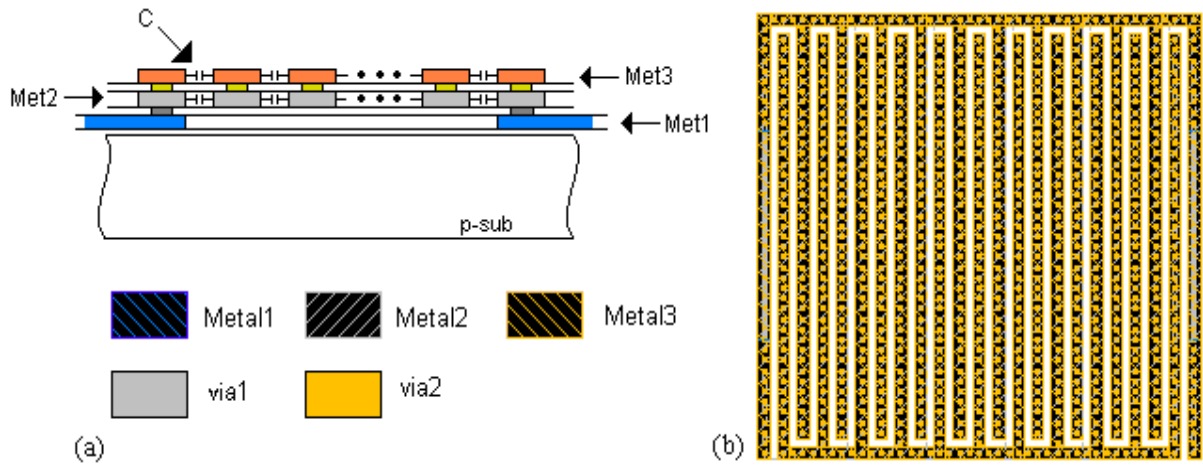 C
Met3
Met2
Met1
p-sub
Metal1
Metal2
Metal3
via1
via2
(a)
(b)